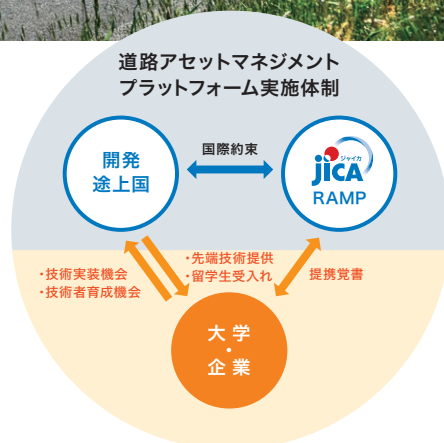 道路アセットマネジメント
プラットフォーム実施体制
開発
途上国
国際約束
ジャイカ
jICA
RAMP
・技術実装機会
・技術者育成機会
・先端技術提供
・留学生受入れ
提携覚書
大学
・
企業